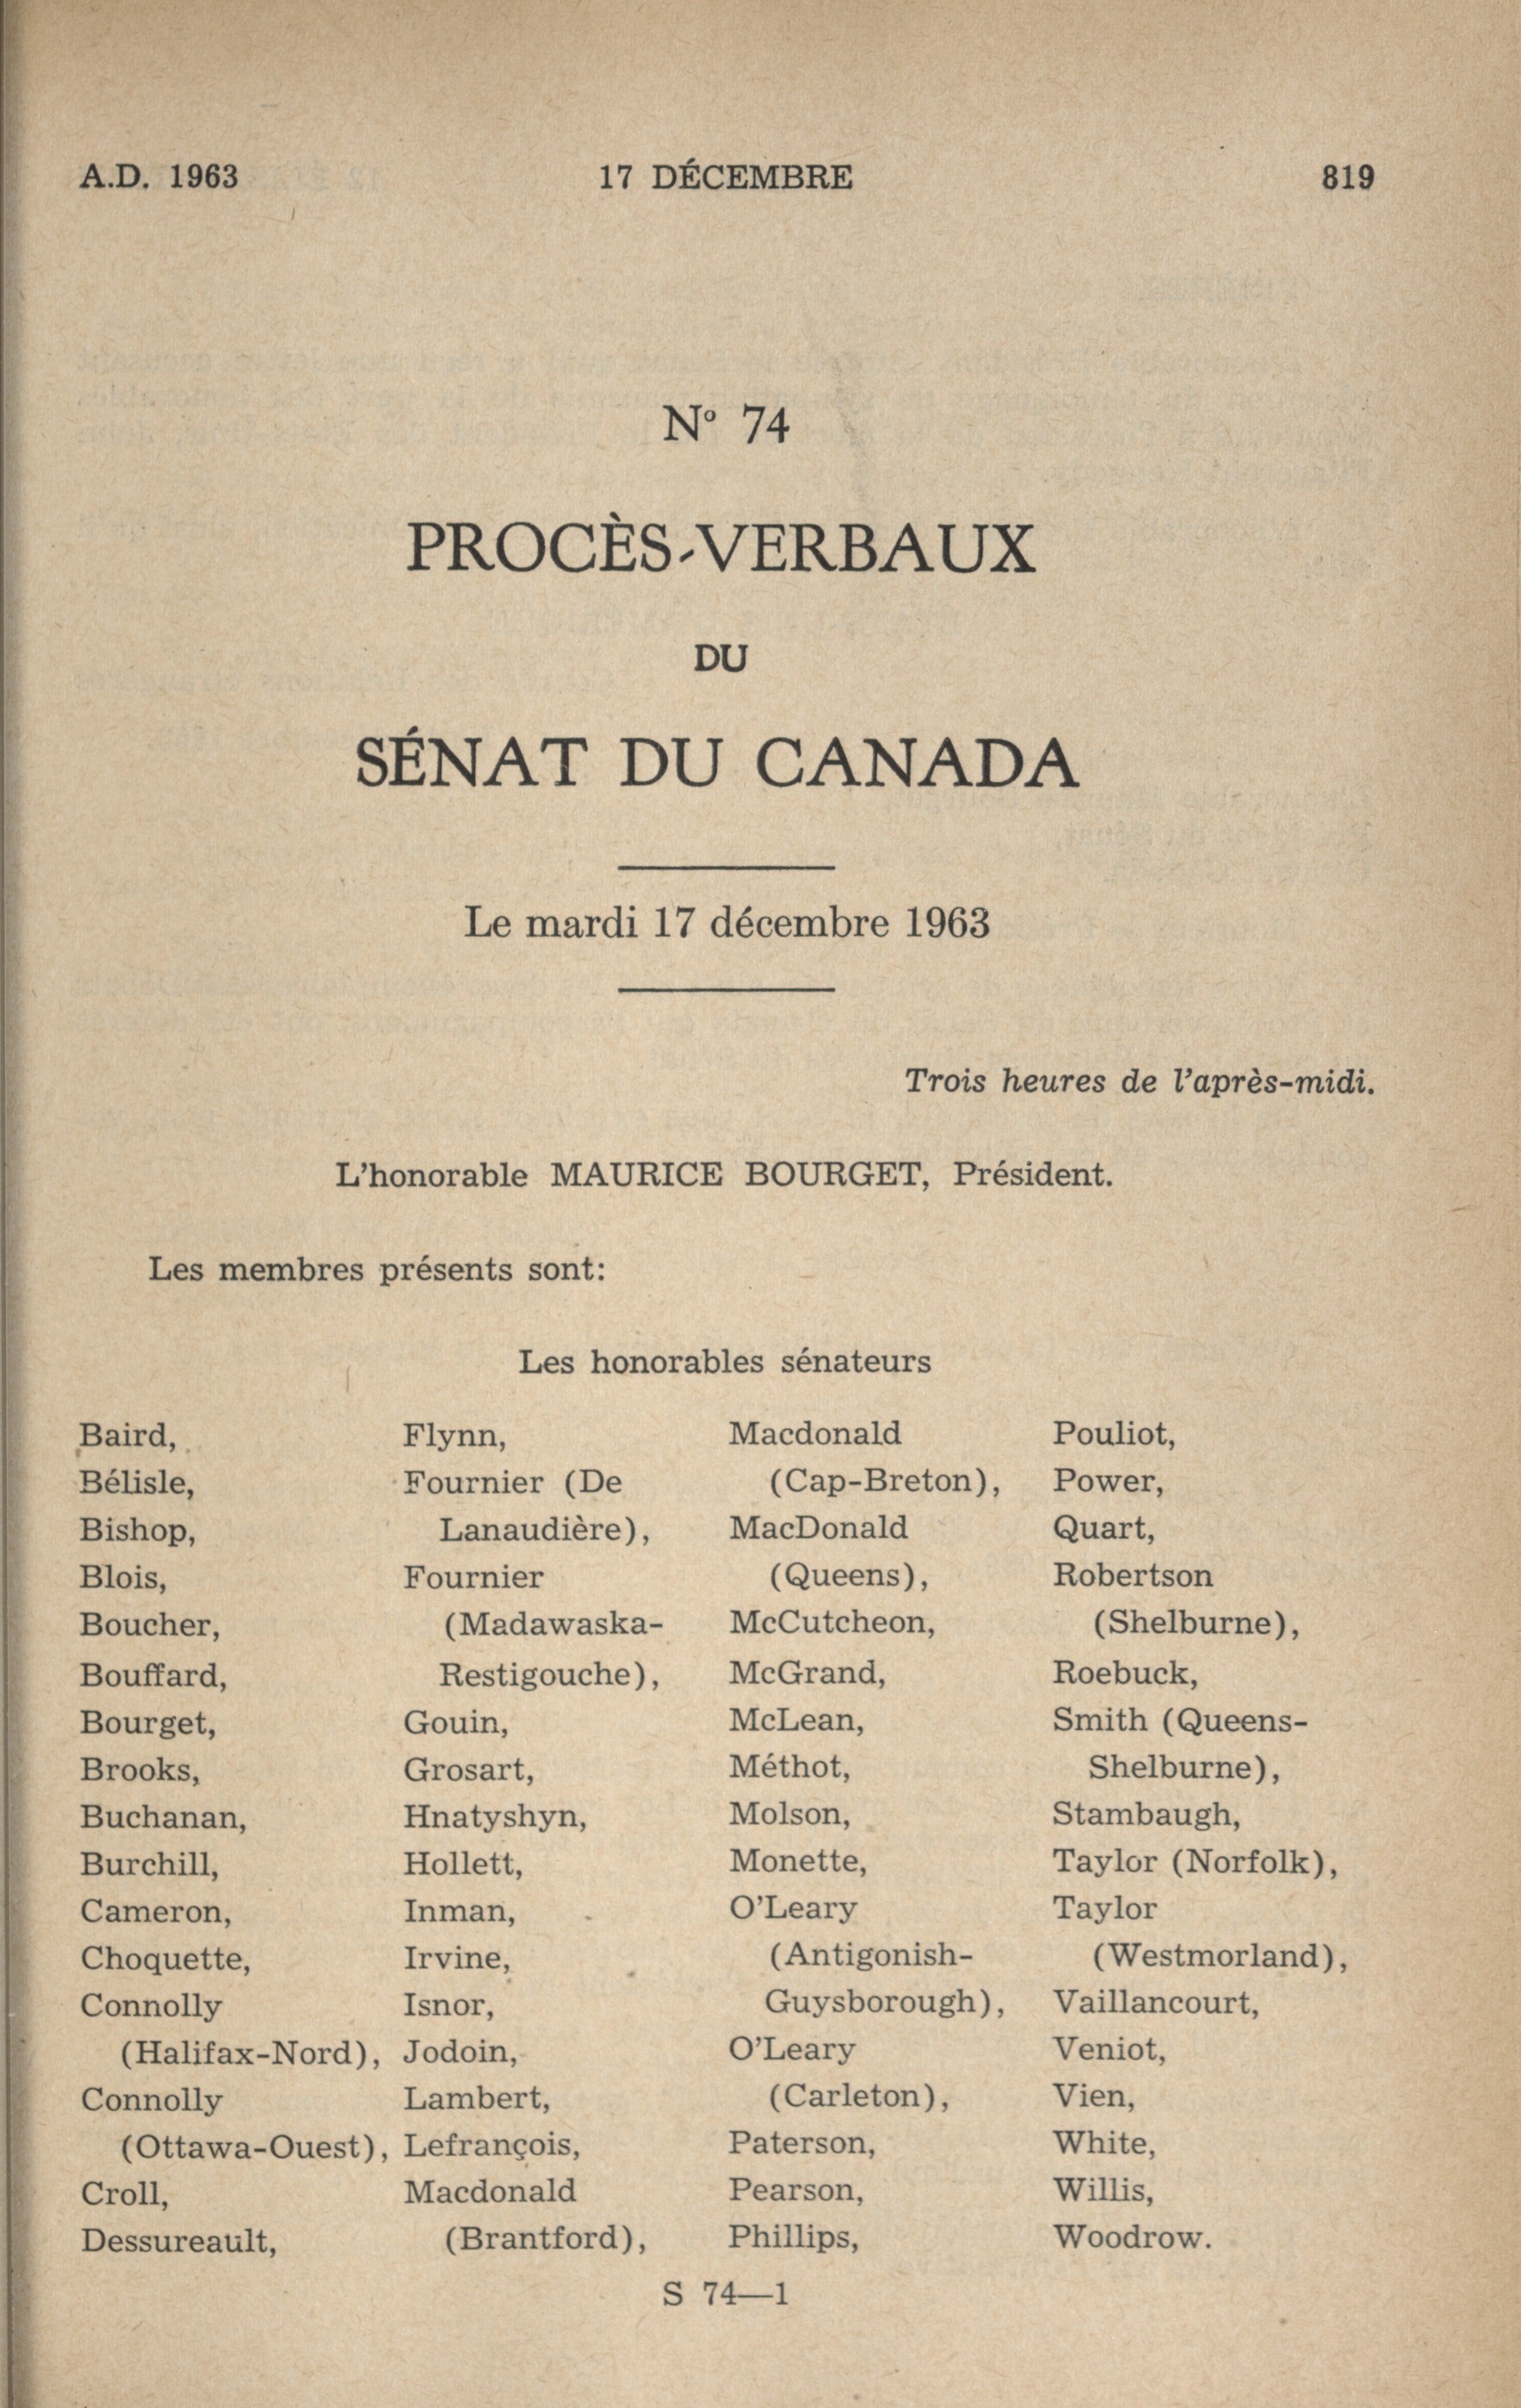 A.D. 1963
17 DÉCEMBRE
819
N° 74
PROCÈS-VERBAUX
DU
SÉNAT DU CANADA
Le mardi 17 décembre 1963
Trois heures de l'après-midi.
L'honorable MAURICE BOURGET, Président.
Les membres présents sont:
Les honorables sénateurs
Baird,
Bélisle,
Bishop,
Blois,
Boucher,
Bouffard,
Bourget,
Brooks,
Buchanan,
Burchill,
Cameron,
Choquette,
Connolly
(Halifax-Nord),
Connolly
(Ottawa-Ouest),
Croll,
Dessureault,
Flynn,
Fournier (De
Lanaudière),
Fournier
(Madawaska-
Restigouche),
Gouin,
Grosart,
Hnatyshyn,
Hollett,
Inman,
Irvine,
Isnor,
Jodoin,
Lambert,
Lefrançois,
Macdonald
(Brantford),
Macdonald
(Cap-Breton),
MacDonald
(Queens),
McCutcheon,
McGrand,
McLean,
Méthot,
Molson,
Monette,
O'Leary
(Antigonish-
Guysborough),
O'Leary
(Carleton),
Paterson,
Pearson,
Phillips,
Pouliot,
Power,
Quart,
Robertson
(Shelburne),
Roebuck,
Smith (Queens-
Shelburne),
Stambaugh,
Taylor (Norfolk),
Taylor
(Westmorland),
Vaillancourt,
Veniot,
Vien,
White,
Willis,
Woodrow.
S 74—1